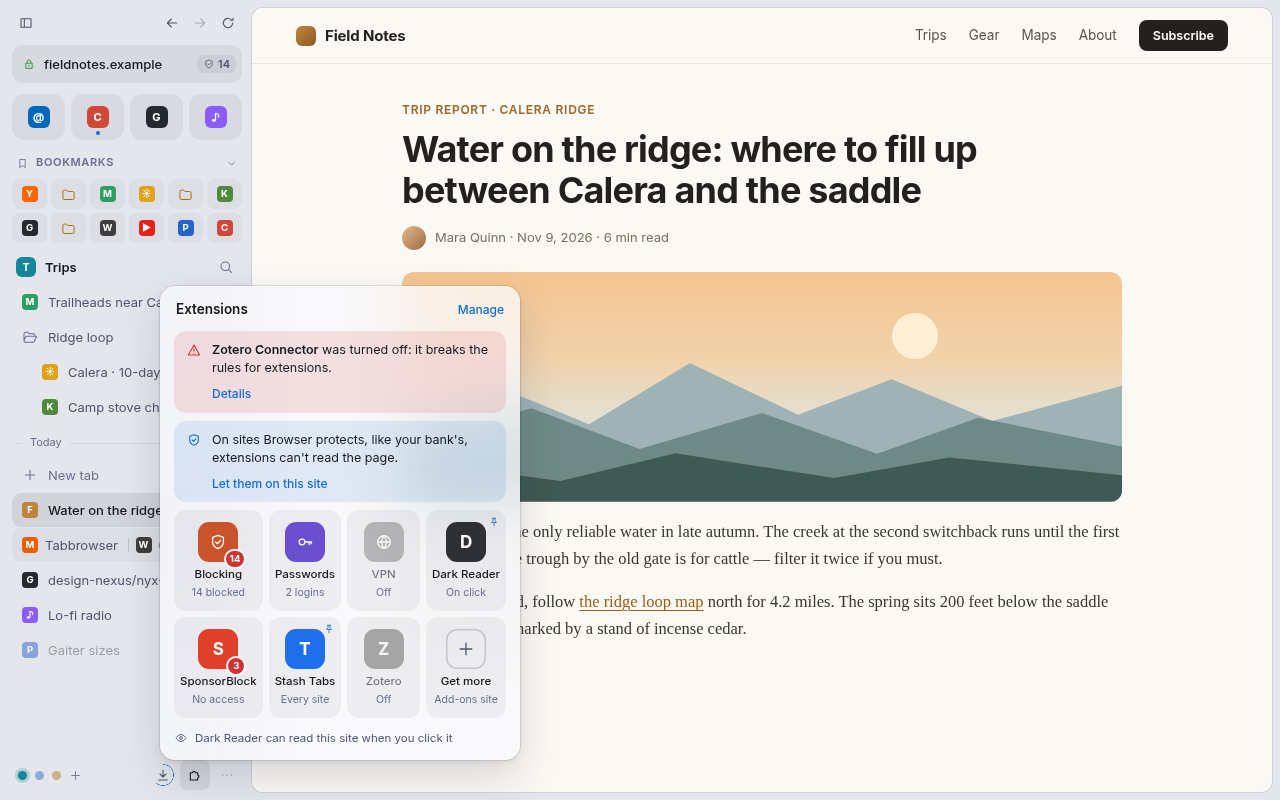 fieldnotes.example
14
@
C
G
BOOKMARKS
Y
M
K
G
W
P
C
T Trips
M Trailheads near Ca
Ridge loop
Calera · 10-day
K Camp stove ch
Today
New tab
F Water on the ridge
M Tabbrowser W
G design-nexus/nyx
Lo-fi radio
P Gaiter sizes
Field Notes
Trips
Gear
Maps
About
Subscribe
TRIP REPORT · CALERA RIDGE
Water on the ridge: where to fill up
between Calera and the saddle
Mara Quinn · Nov 9, 2026 · 6 min read
only reliable water in late autumn. The creek at the second switchback runs until the first
trough by the old gate is for cattle — filter it twice if you must.
follow the ridge loop map north for 4.2 miles. The spring sits 200 feet below the saddle
marked by a stand of incense cedar.
Extensions
Manage
Zotero Connector was turned off: it breaks the
rules for extensions.
Details
On sites Browser protects, like your bank's,
extensions can't read the page.
Let them on this site
14
Blocking
14 blocked
Passwords
2 logins
VPN
Off
D
Dark Reader
On click
S
3
SponsorBlock
No access
T
Stash Tabs
Every site
Z
Zotero
Off
Get more
Add-ons site
Dark Reader can read this site when you click it